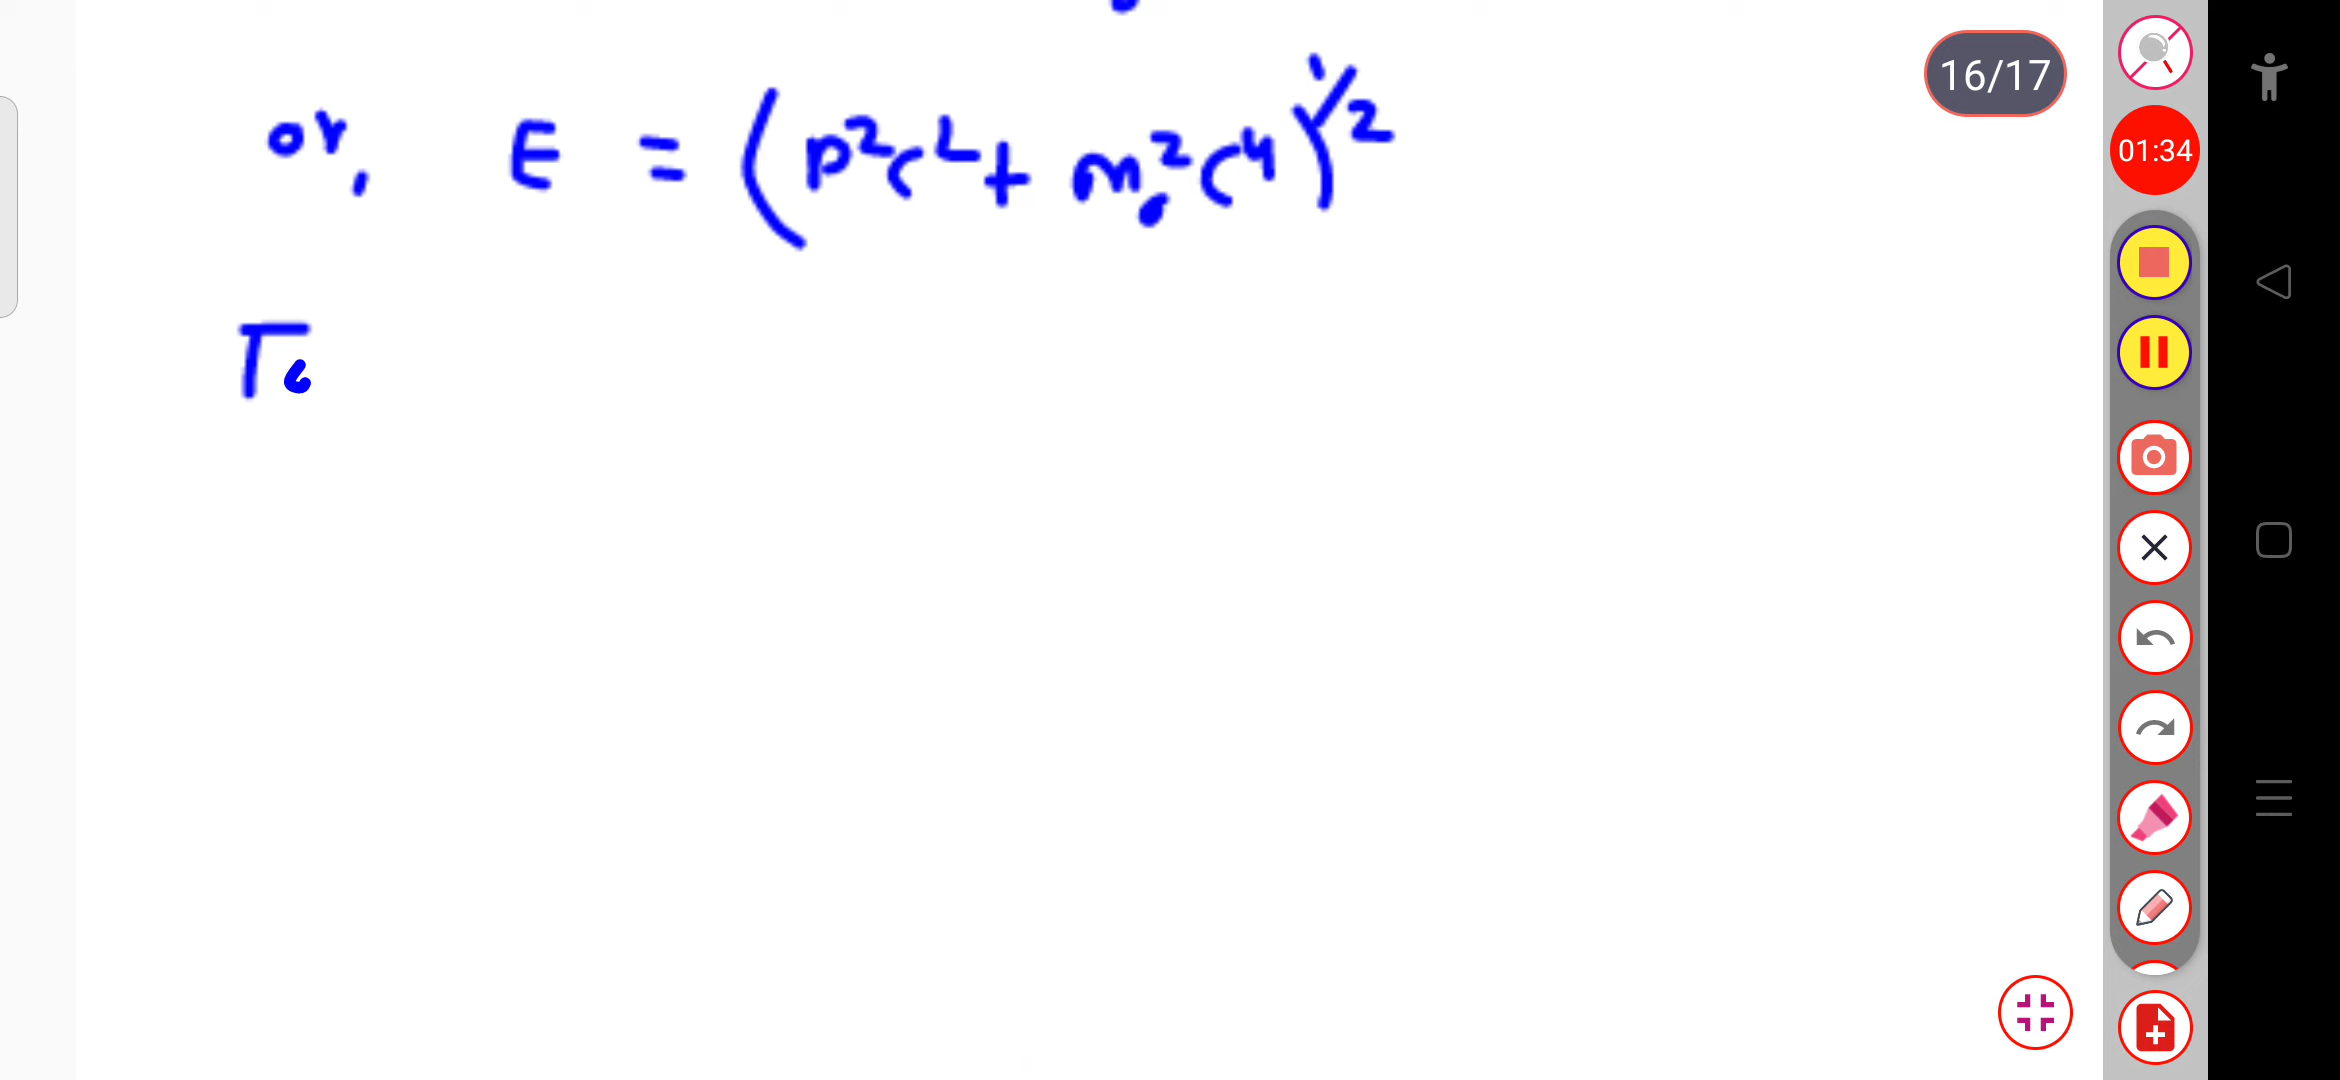 16/17
01:34
or, E = (p²c² + m₀²c⁴)^1/2